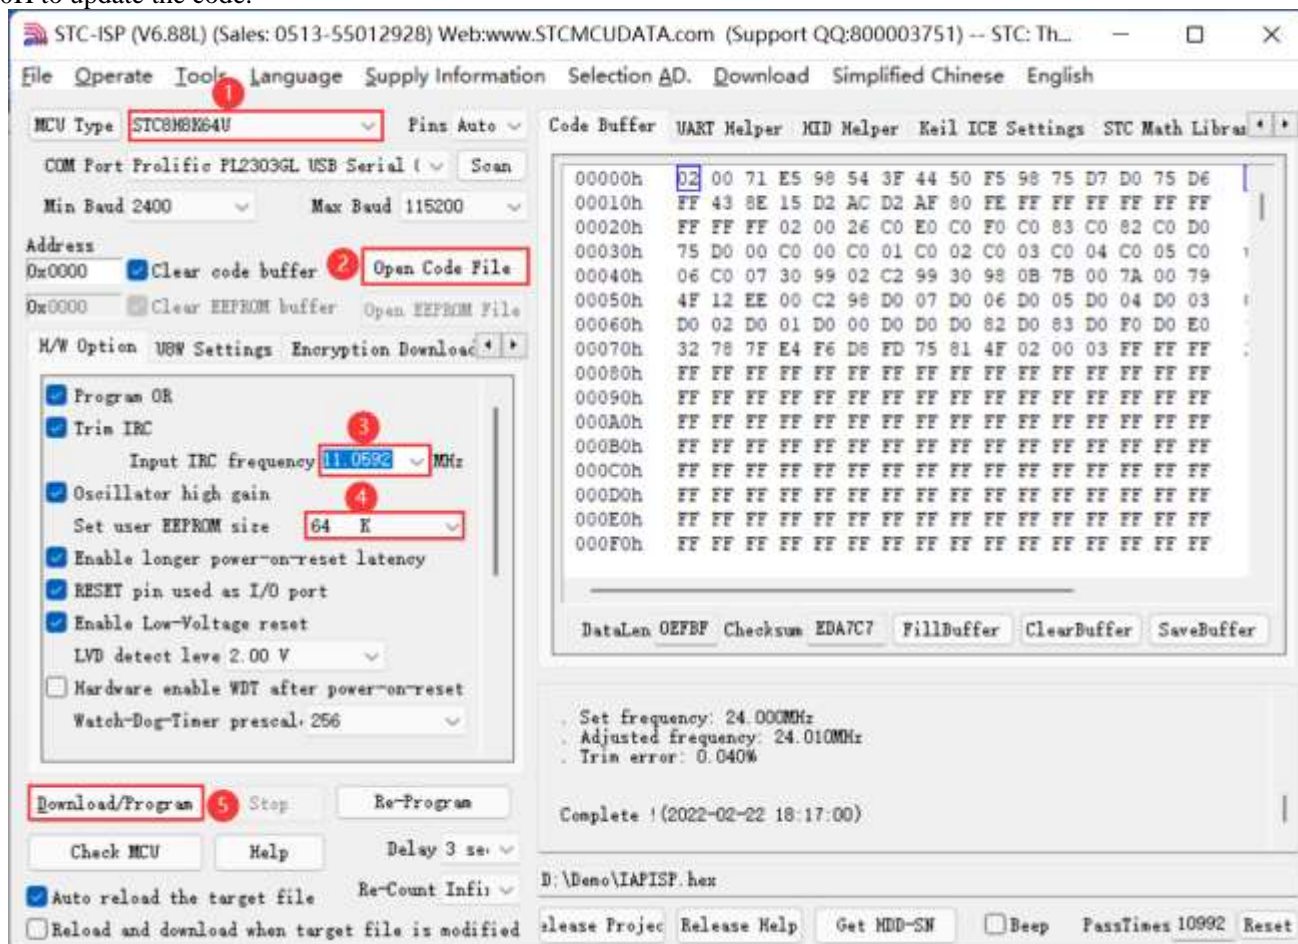 to update the code.
STC-ISP (V6.88L) (Sales: 0513-55012928) Web:www.STCMCUDATA.com (Support QQ:800003751) -- STC: Th...
File Operate Tools Language Supply Information Selection AD. Download Simplified Chinese English
1
MCU Type STC8H8K64U Pins Auto
COM Port Prolific PL2303GL USB Serial ( Scan
Min Baud 2400 Max Baud 115200
Address
0x0000 Clear code buffer 2 Open Code File
0x0000 Clear EEPROM buffer Open EEPROM File
H/W Option U8W Settings Encryption Download
Program OR
Trim IRC
3
Input IRC frequency 11.0592 MHz
Oscillator high gain
4
Set user EEPROM size 64 K
Enable longer power-on-reset latency
RESET pin used as I/O port
Enable Low-Voltage reset
LVD detect leve 2.00 V
Hardware enable WDT after power-on-reset
Watch-Dog-Timer prescal 256
Download/Program 5 Stop Re-Program
Check MCU Help Delay 3 se
Auto reload the target file Re-Count Infi
Reload and download when target file is modified
Code Buffer UART Helper HID Helper Keil ICE Settings STC Math Libra
00000h 02 00 71 E5 98 54 3F 44 50 F5 98 75 D7 D0 75 D6
00010h FF 43 8E 15 D2 AC D2 AF 80 FE FF FF FF FF FF FF
00020h FF FF FF 02 00 26 C0 E0 C0 F0 C0 83 C0 82 C0 D0
00030h 75 D0 00 C0 00 C0 01 C0 02 C0 03 C0 04 C0 05 C0
00040h 06 C0 07 30 99 02 C2 99 30 98 0B 7B 00 7A 00 79
00050h 4F 12 EE 00 C2 98 D0 07 D0 06 D0 05 D0 04 D0 03
00060h D0 02 D0 01 D0 00 D0 D0 D0 82 D0 83 D0 F0 D0 E0
00070h 32 78 7F E4 F6 D8 FD 75 81 4F 02 00 03 FF FF FF
00080h FF FF FF FF FF FF FF FF FF FF FF FF FF FF FF FF
00090h FF FF FF FF FF FF FF FF FF FF FF FF FF FF FF FF
000A0h FF FF FF FF FF FF FF FF FF FF FF FF FF FF FF FF
000B0h FF FF FF FF FF FF FF FF FF FF FF FF FF FF FF FF
000C0h FF FF FF FF FF FF FF FF FF FF FF FF FF FF FF FF
000D0h FF FF FF FF FF FF FF FF FF FF FF FF FF FF FF FF
000E0h FF FF FF FF FF FF FF FF FF FF FF FF FF FF FF FF
000F0h FF FF FF FF FF FF FF FF FF FF FF FF FF FF FF FF
DataLen 0EFBF Checksum EDA7C7 FillBuffer ClearBuffer SaveBuffer
. Set frequency: 24.000MHz
. Adjusted frequency: 24.010MHz
. Trim error: 0.040%
Complete !(2022-02-22 18:17:00)
D:\Demo\IAPISP.hex
elease Projec Release Help Get HDD-SN Beep PassTimes 10992 Reset